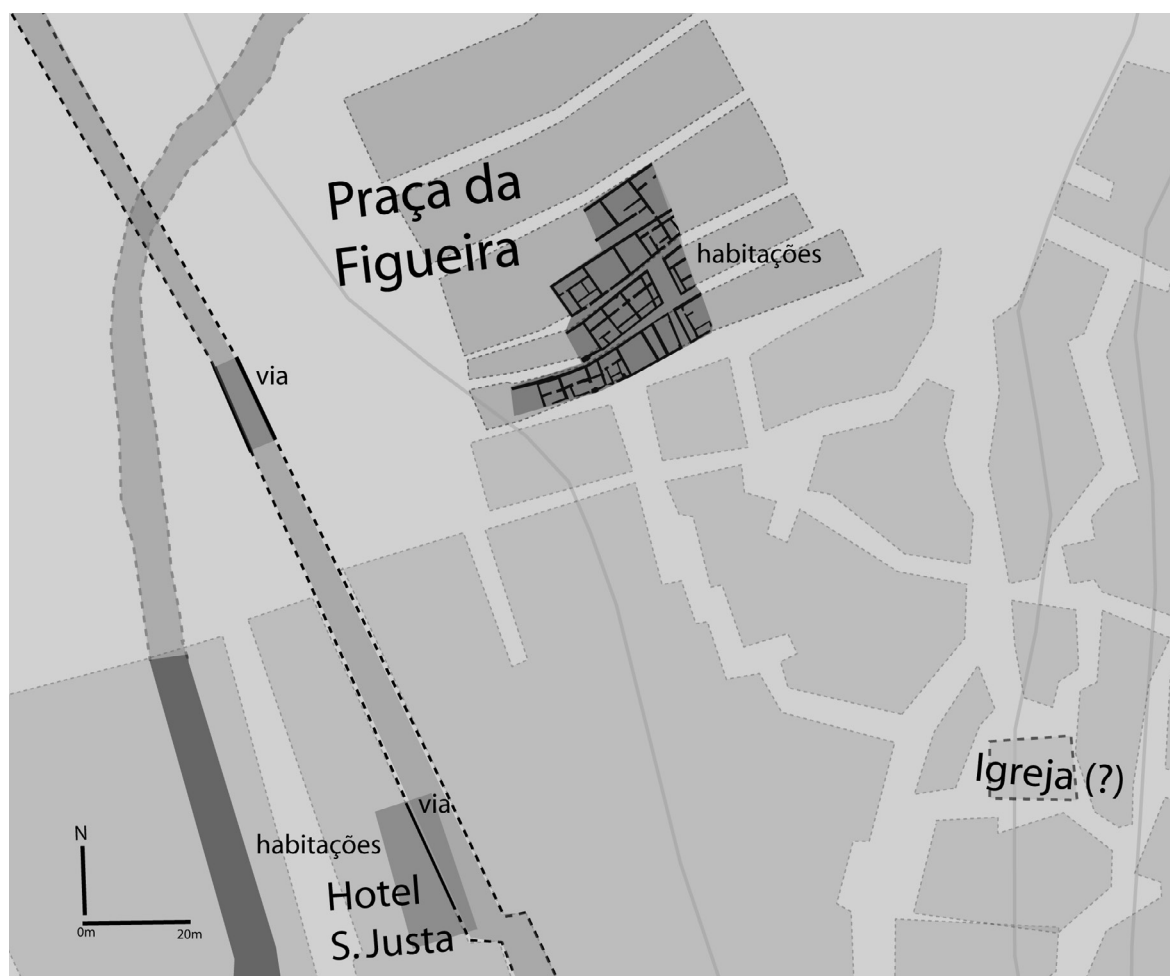 Praça da
Figueira
habitações
via
via
habitações
Hotel
S. Justa
Igreja (?)
N
0m
20m